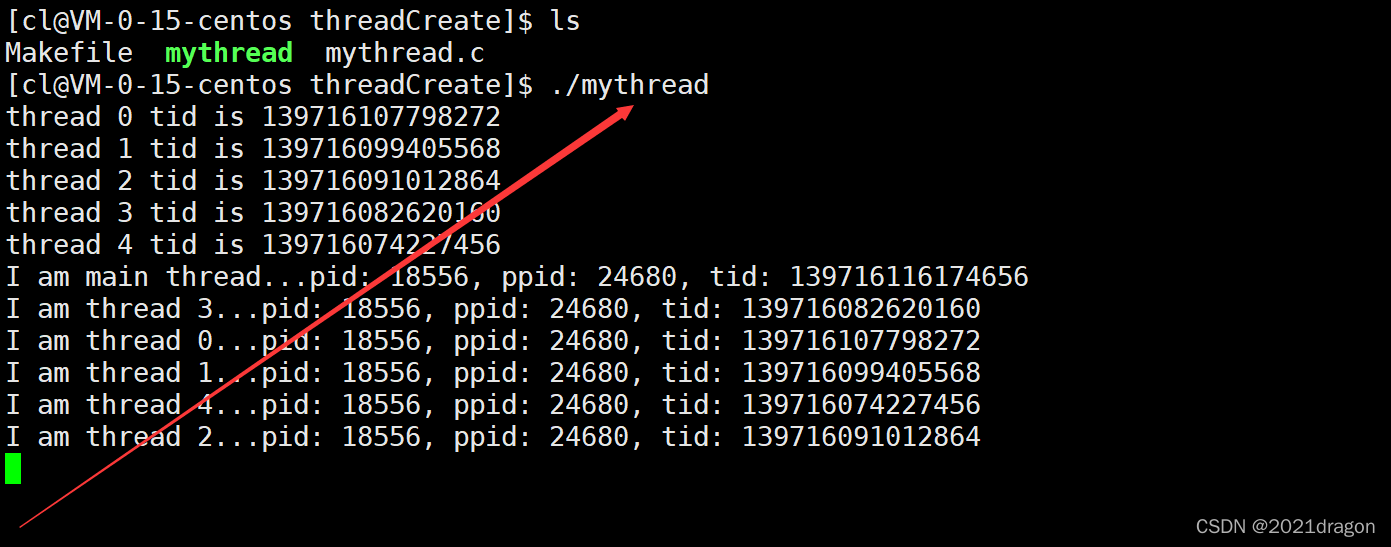 [cl@VM-0-15-centos threadCreate]$ ls
Makefile  mythread  mythread.c
[cl@VM-0-15-centos threadCreate]$ ./mythread
thread 0 tid is 139716107798272
thread 1 tid is 139716099405568
thread 2 tid is 139716091012864
thread 3 tid is 139716082620160
thread 4 tid is 139716074227456
I am main thread...pid: 18556, ppid: 24680, tid: 139716116174656
I am thread 3...pid: 18556, ppid: 24680, tid: 139716082620160
I am thread 0...pid: 18556, ppid: 24680, tid: 139716107798272
I am thread 1...pid: 18556, ppid: 24680, tid: 139716099405568
I am thread 4...pid: 18556, ppid: 24680, tid: 139716074227456
I am thread 2...pid: 18556, ppid: 24680, tid: 139716091012864
CSDN @2021dragon